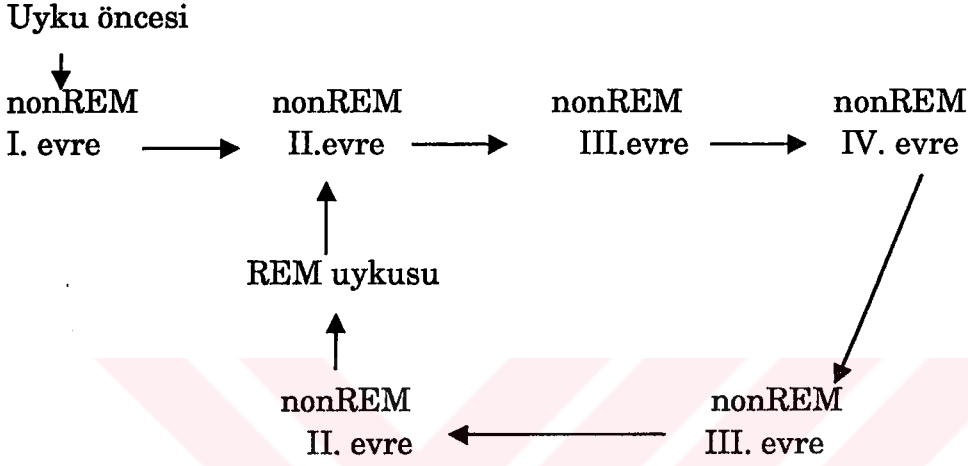 Uyku öncesi
nonREM nonREM nonREM nonREM
I. evre II.evre III.evre IV. evre
REM uykusu
nonREM nonREM
II. evre III. evre